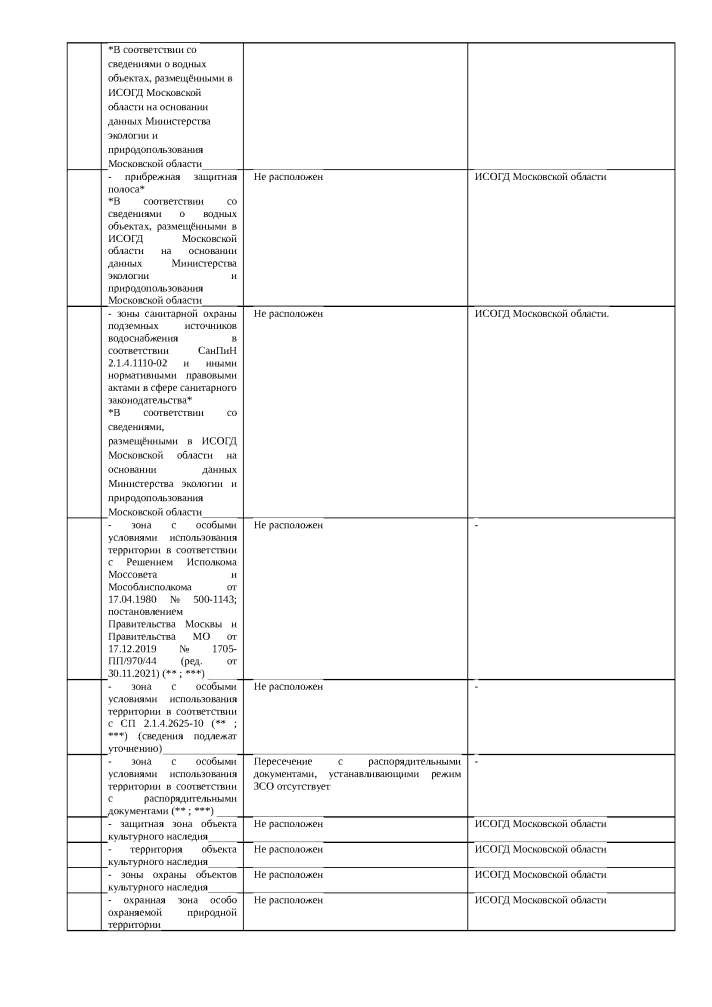 *В соответствии со
сведениями о водных
объектах, размещёнными в
ИСОГД Московской
области на основании
данных Министерства
экологии и
природопользования
Московской области
- прибрежная защитная
полоса*
*В соответствии со
сведениями о водных
объектах, размещёнными в
ИСОГД Московской
области на основании
данных Министерства
экологии и
природопользования
Московской области
Не расположен
ИСОГД Московской области
- зоны санитарной охраны
подземных источников
водоснабжения в
соответствии СанПиН
2.1.4.1110-02 и иными
нормативными правовыми
актами в сфере санитарного
законодательства*
*В соответствии со
сведениями,
размещёнными в ИСОГД
Московской области на
основании данных
Министерства экологии и
природопользования
Московской области
Не расположен
ИСОГД Московской области.
- зона с особыми
условиями использования
территории в соответствии
с Решением Исполкома
Моссовета и
Мособлисполкома от
17.04.1980 № 500-1143;
постановлением
Правительства Москвы и
Правительства МО от
17.12.2019 № 1705-
ПП/970/44 (ред. от
30.11.2021) (** ; ***)
Не расположен
-
- зона с особыми
условиями использования
территории в соответствии
с СП 2.1.4.2625-10 (** ;
***) (сведения подлежат
уточнению)
Не расположен
-
- зона с особыми
условиями использования
территории в соответствии
с распорядительными
документами (** ; ***)
Пересечение с распорядительными
документами, устанавливающими режим
ЗСО отсутствует
-
- защитная зона объекта
культурного наследия
Не расположен
ИСОГД Московской области
- территория объекта
культурного наследия
Не расположен
ИСОГД Московской области
- зоны охраны объектов
культурного наследия
Не расположен
ИСОГД Московской области
- охранная зона особо
охраняемой природной
территории
Не расположен
ИСОГД Московской области